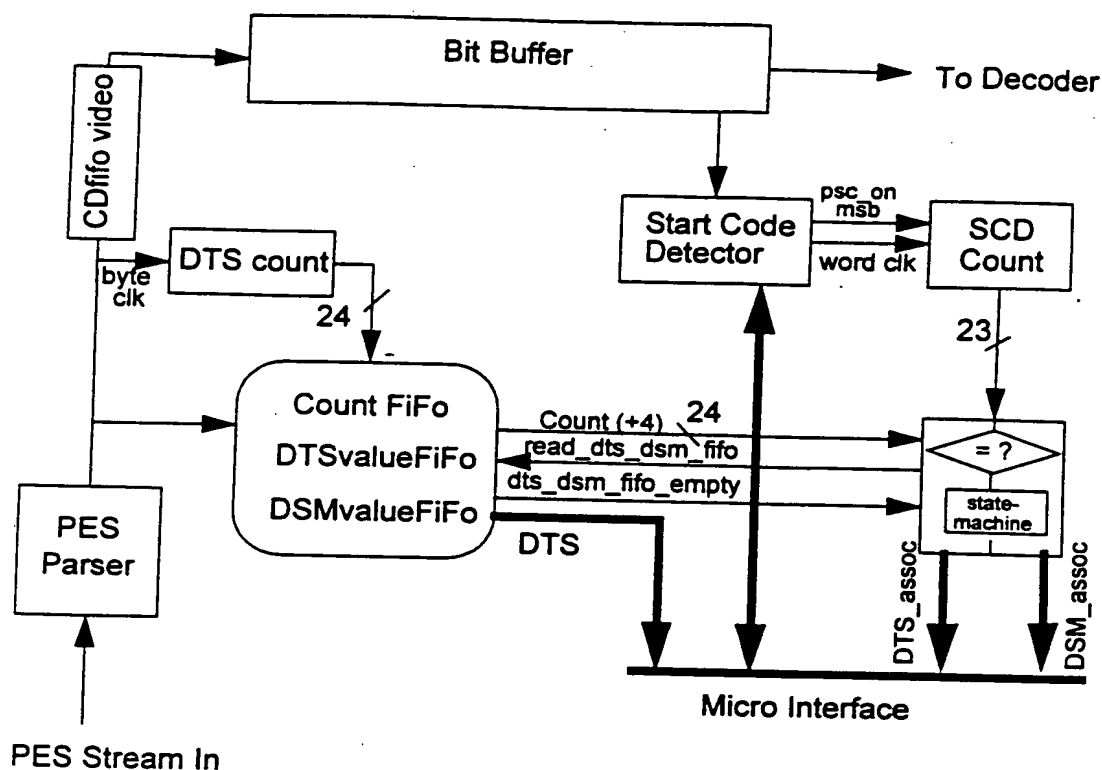 Bit Buffer
To Decoder
CDfifo video
psc_on
msb
Start Code
Detector
word clk
SCD
Count
byte
clk
DTS count
24
23
Count FiFo
DTSvalueFiFo
DSMvalueFiFo
Count (+4)
24
read_dts_dsm_fifo
dts_dsm_fifo_empty
= ?
state-
machine
DTS
PES
Parser
DTS_assoc
DSM_assoc
Micro Interface
PES Stream In